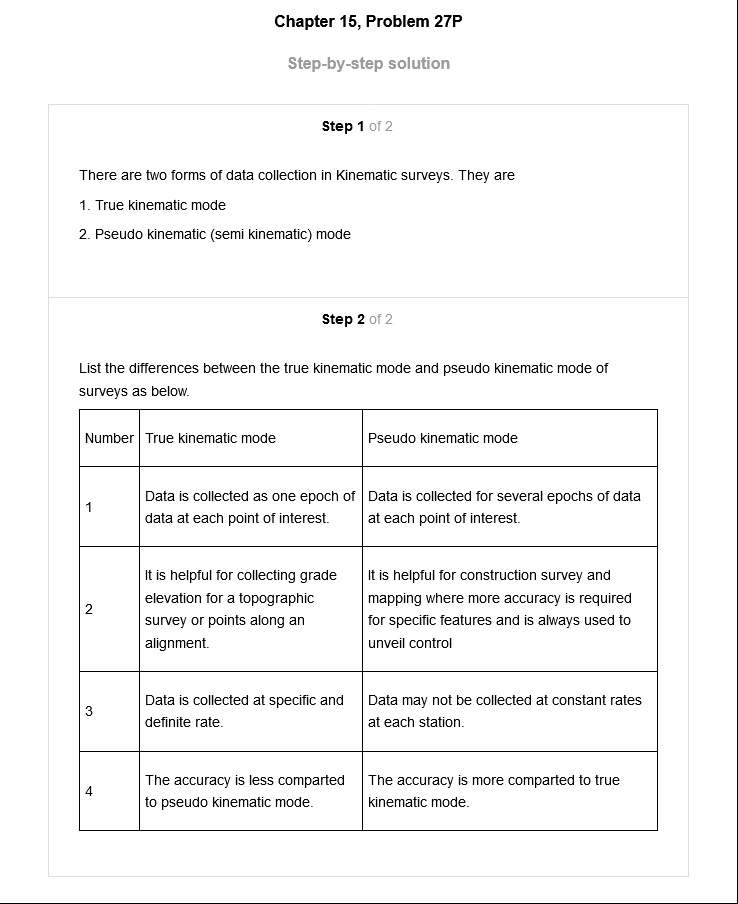 Chapter 15, Problem 27P
Step-by-step solution
Step 1 of 2
There are two forms of data collection in Kinematic surveys. They are
1. True kinematic mode
2. Pseudo kinematic (semi kinematic) mode
Step 2 of 2
List the differences between the true kinematic mode and pseudo kinematic mode of
surveys as below.
Number
True kinematic mode
Pseudo kinematic mode
1
Data is collected as one epoch of
data at each point of interest.
Data is collected for several epochs of data
at each point of interest.
2
It is helpful for collecting grade
elevation for a topographic
survey or points along an
alignment.
It is helpful for construction survey and
mapping where more accuracy is required
for specific features and is always used to
unveil control
3
Data is collected at specific and
definite rate.
Data may not be collected at constant rates
at each station.
4
The accuracy is less comparted
to pseudo kinematic mode.
The accuracy is more comparted to true
kinematic mode.